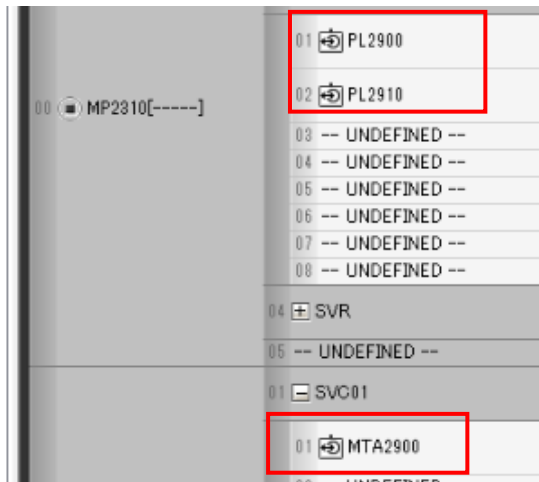 01 PL2900
02 PL2910
00 MP2310[-----]
03 -- UNDEFINED --
04 -- UNDEFINED --
05 -- UNDEFINED --
06 -- UNDEFINED --
07 -- UNDEFINED --
08 -- UNDEFINED --
04 + SVR
05 -- UNDEFINED --
01 - SVC01
01 MTA2900
-- UNDEFINED --